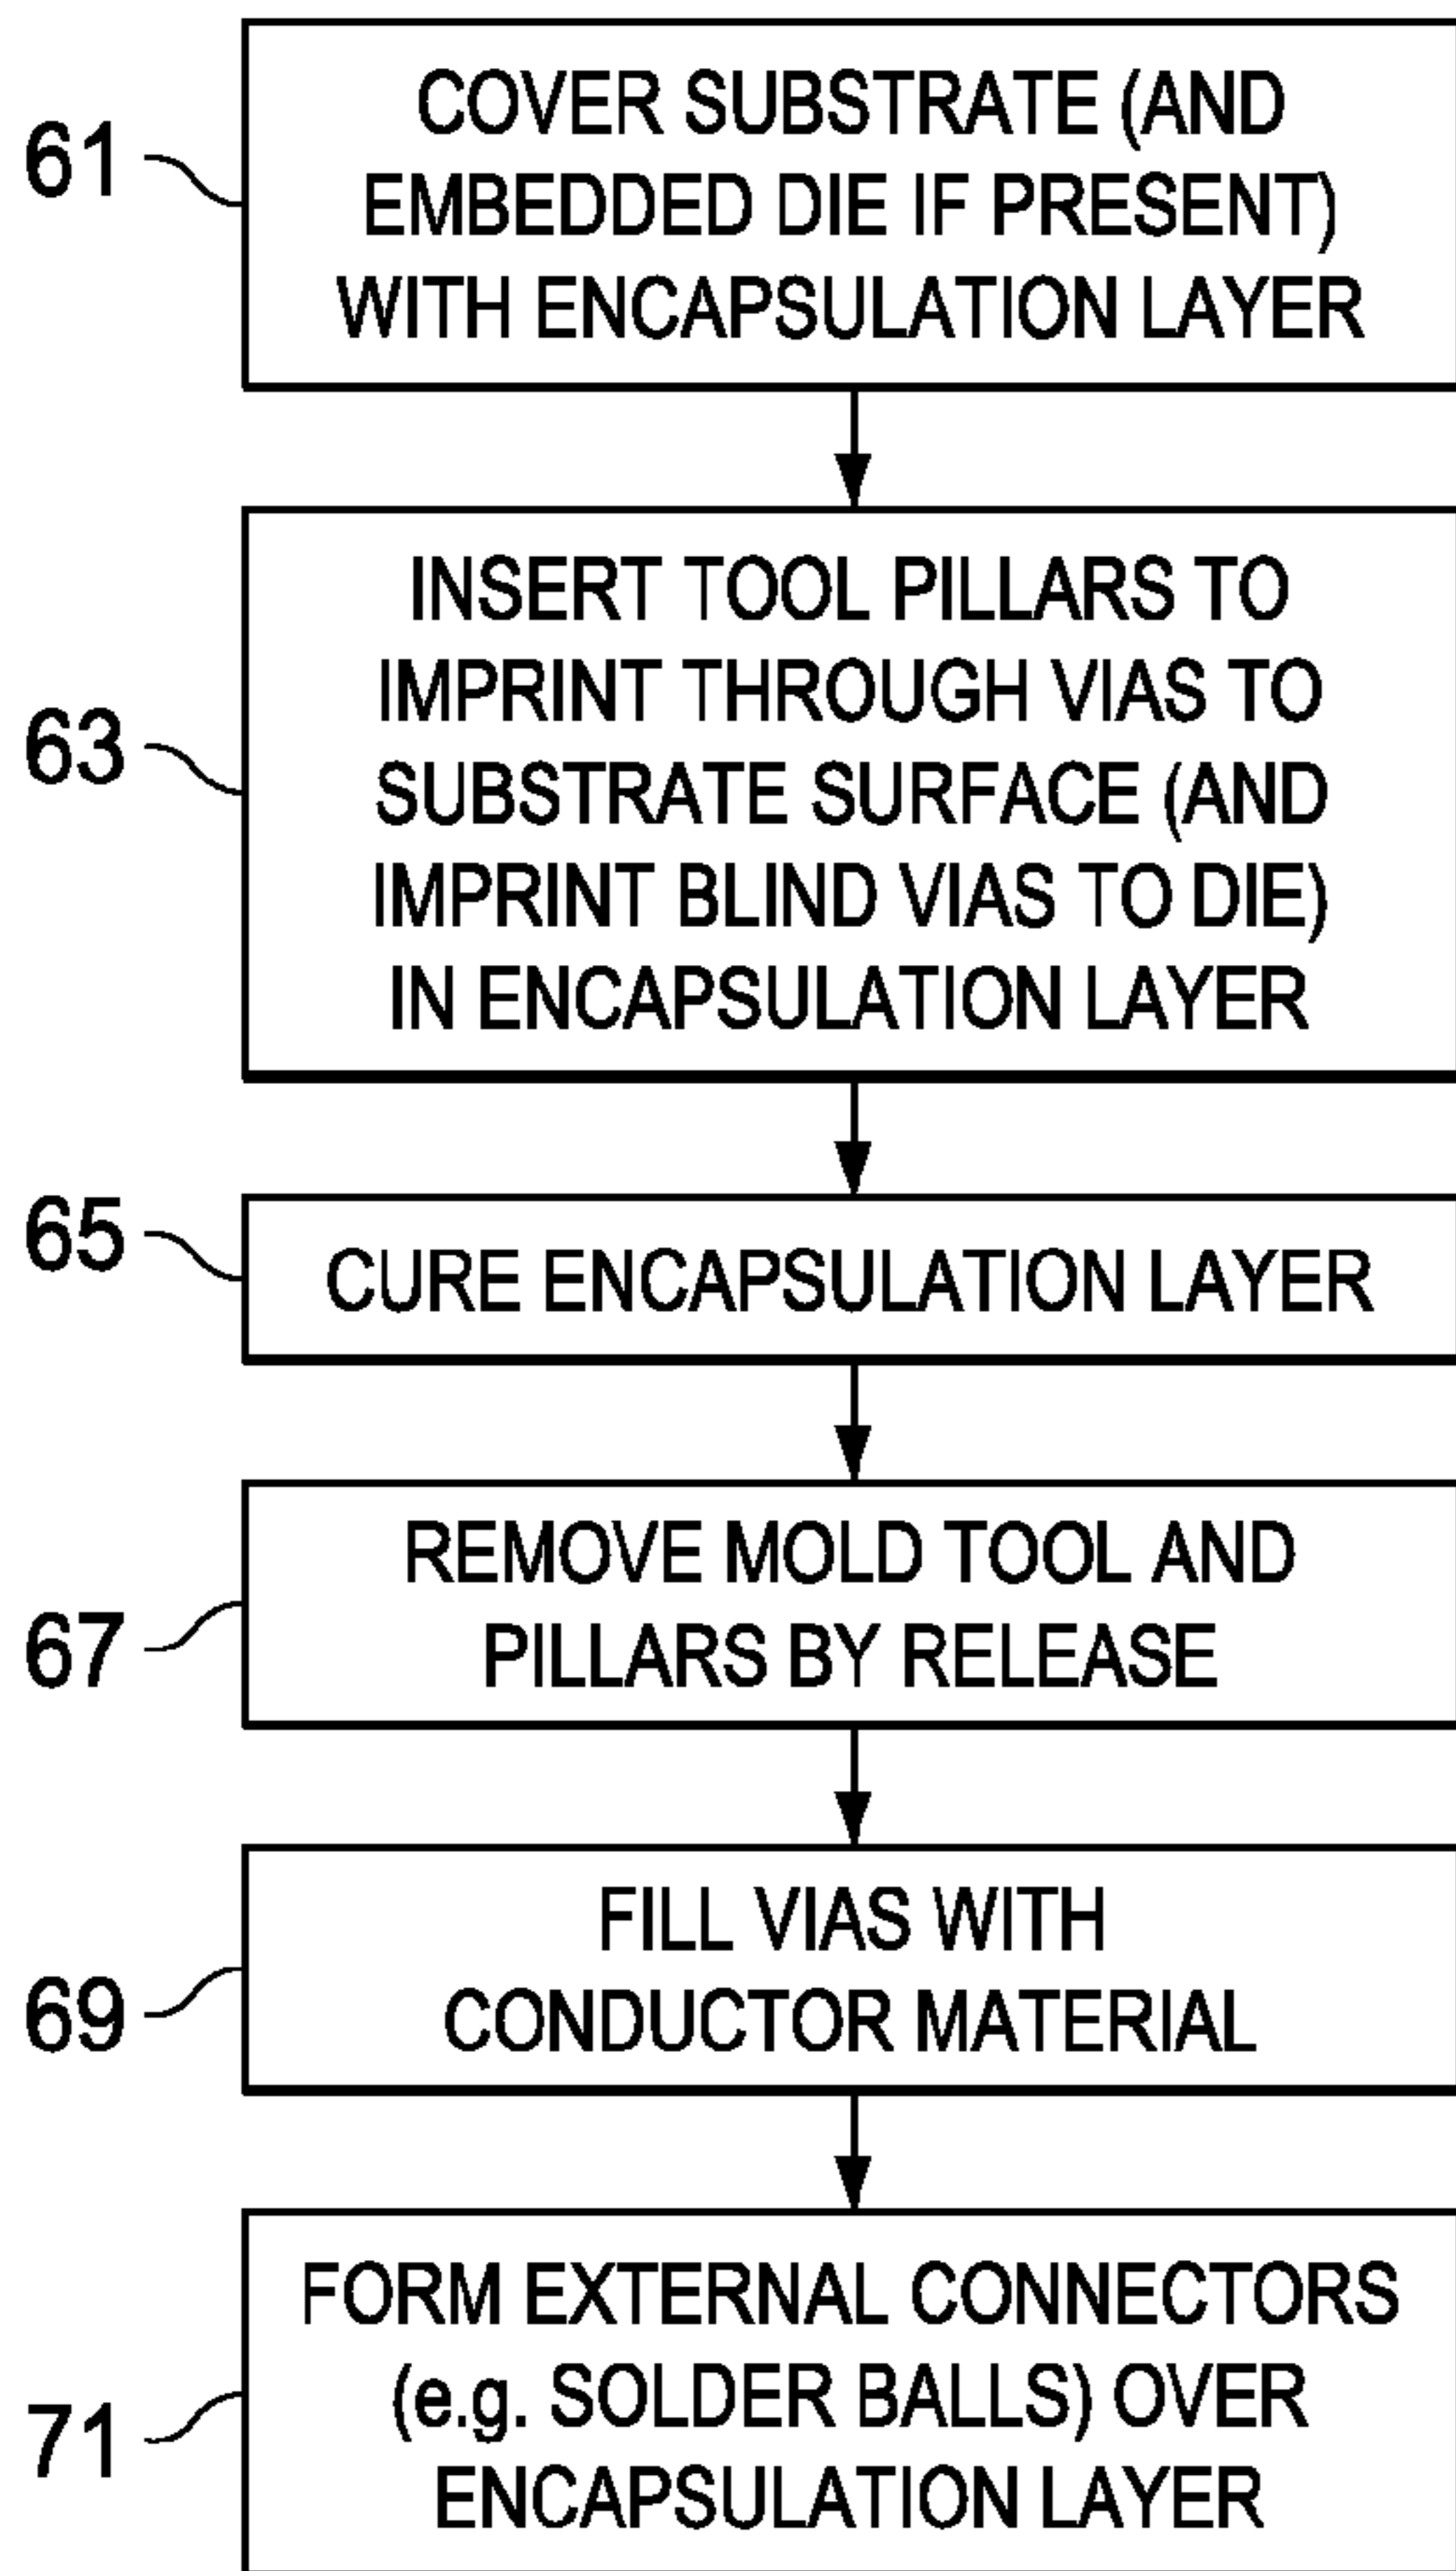 61
COVER SUBSTRATE (AND
EMBEDDED DIE IF PRESENT)
WITH ENCAPSULATION LAYER
63
INSERT TOOL PILLARS TO
IMPRINT THROUGH VIAS TO
SUBSTRATE SURFACE (AND
IMPRINT BLIND VIAS TO DIE)
IN ENCAPSULATION LAYER
65
CURE ENCAPSULATION LAYER
67
REMOVE MOLD TOOL AND
PILLARS BY RELEASE
69
FILL VIAS WITH
CONDUCTOR MATERIAL
71
FORM EXTERNAL CONNECTORS
(e.g. SOLDER BALLS) OVER
ENCAPSULATION LAYER